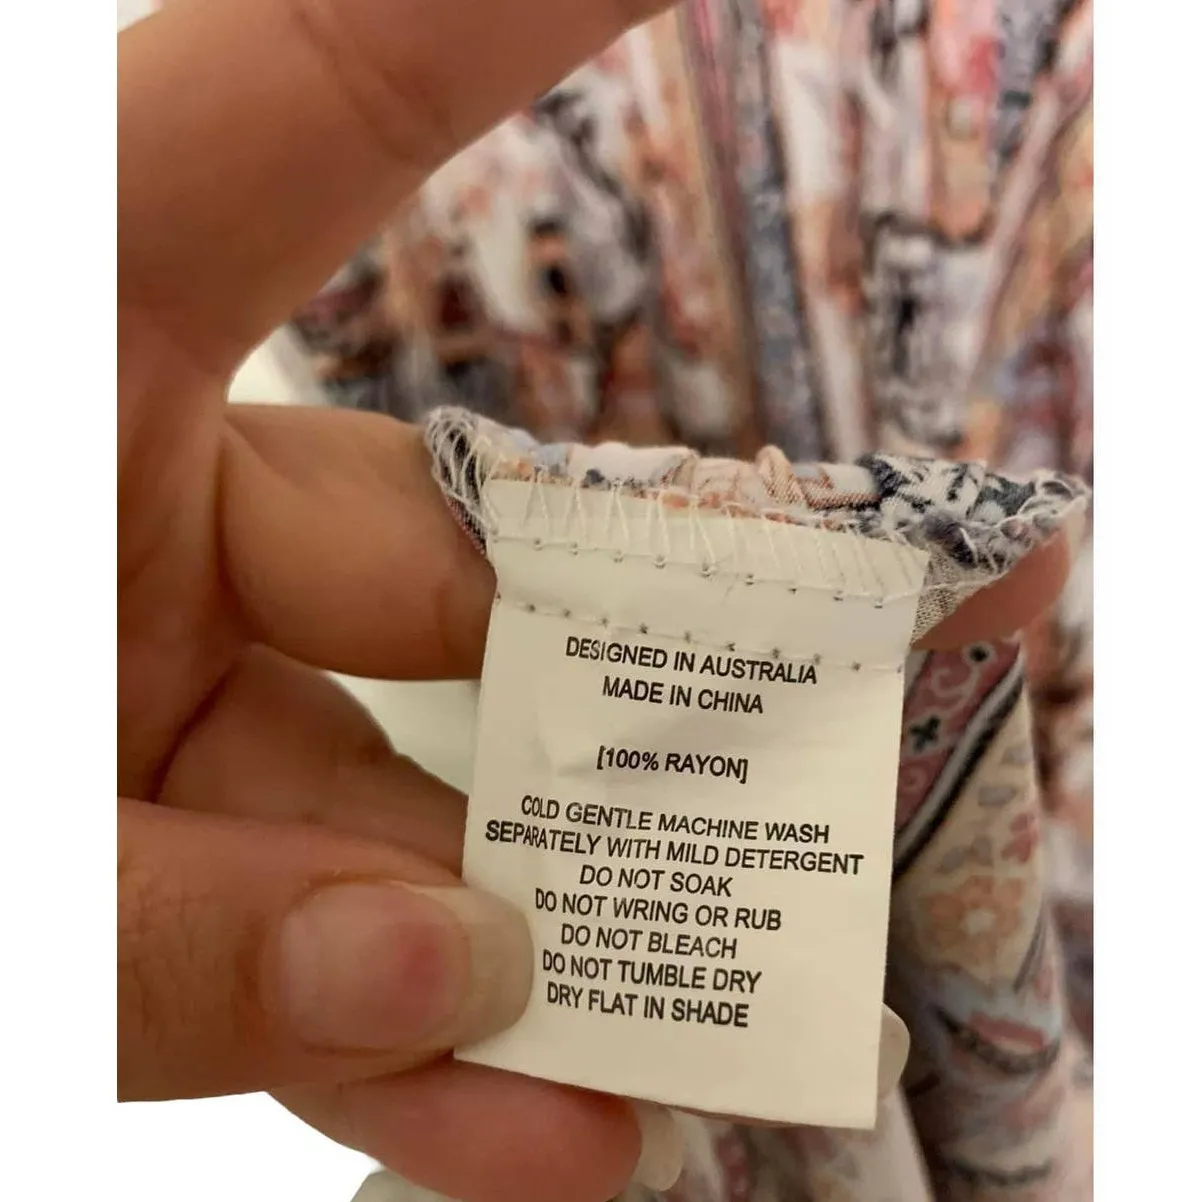 DESIGNED IN AUSTRALIA
MADE IN CHINA
[100% RAYON]
COLD GENTLE MACHINE WASH
SEPARATELY WITH MILD DETERGENT
DO NOT SOAK
DO NOT WRING OR RUB
DO NOT BLEACH
DO NOT TUMBLE DRY
DRY FLAT IN SHADE